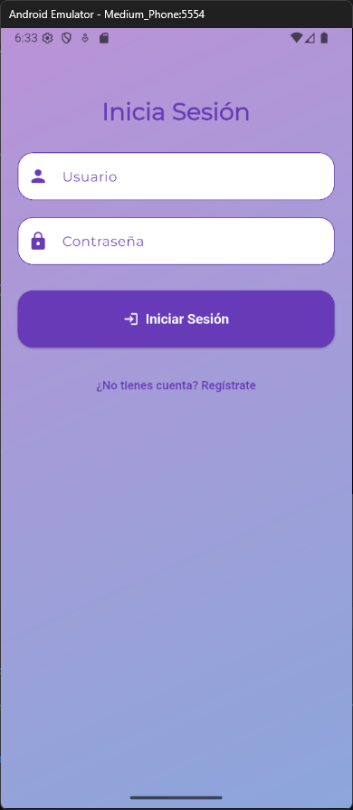 Android Emulator - Medium_Phone:5554
6:33
Inicia Sesión
Usuario
Contraseña
Iniciar Sesión
¿No tienes cuenta? Regístrate